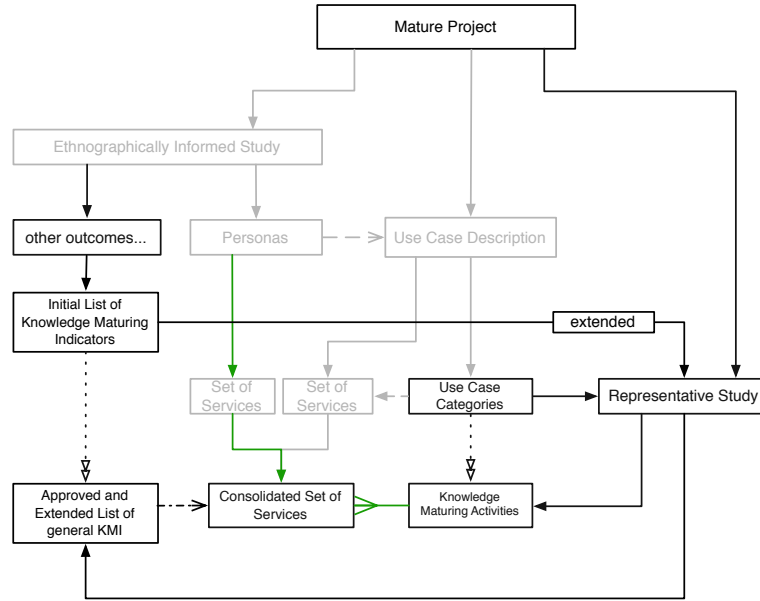 Mature Project
Ethnographically Informed Study
other outcomes...
Personas
Use Case Description
Initial List of
Knowledge Maturing
Indicators
extended
Set of
Services
Set of
Services
Use Case
Categories
Representative Study
Approved and
Extended List of
general KMI
Consolidated Set of
Services
Knowledge
Maturing Activities